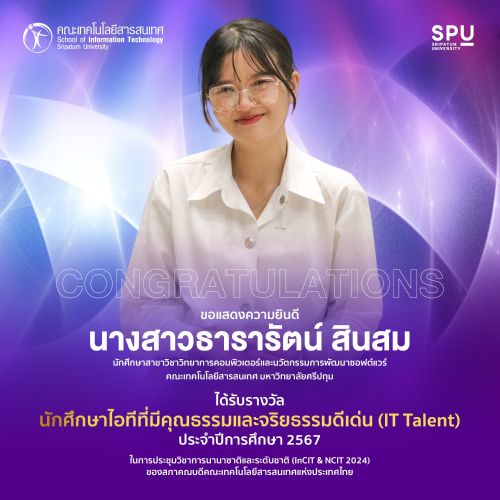 คณะเทคโนโลยีสารสนเทศ
School of Information Technology
Sripatum University
SPU
SRIPATUM
UNIVERSITY
CONGRATULATIONS
ขอแสดงความยินดี
นางสาวธารารัตน์ สินสม
นักศึกษาสาขาวิชาวิทยาการคอมพิวเตอร์และนวัตกรรมการพัฒนาซอฟต์แวร์
คณะเทคโนโลยีสารสนเทศ มหาวิทยาลัยศรีปทุม
ได้รับรางวัล
นักศึกษาไอทีที่มีคุณธรรมและจริยธรรมดีเด่น (IT Talent)
ประจำปีการศึกษา 2567
ในการประชุมวิชาการนานาชาติและระดับชาติ (InCIT & NCIT 2024)
ของสภาคณบดีคณะเทคโนโลยีสารสนเทศแห่งประเทศไทย